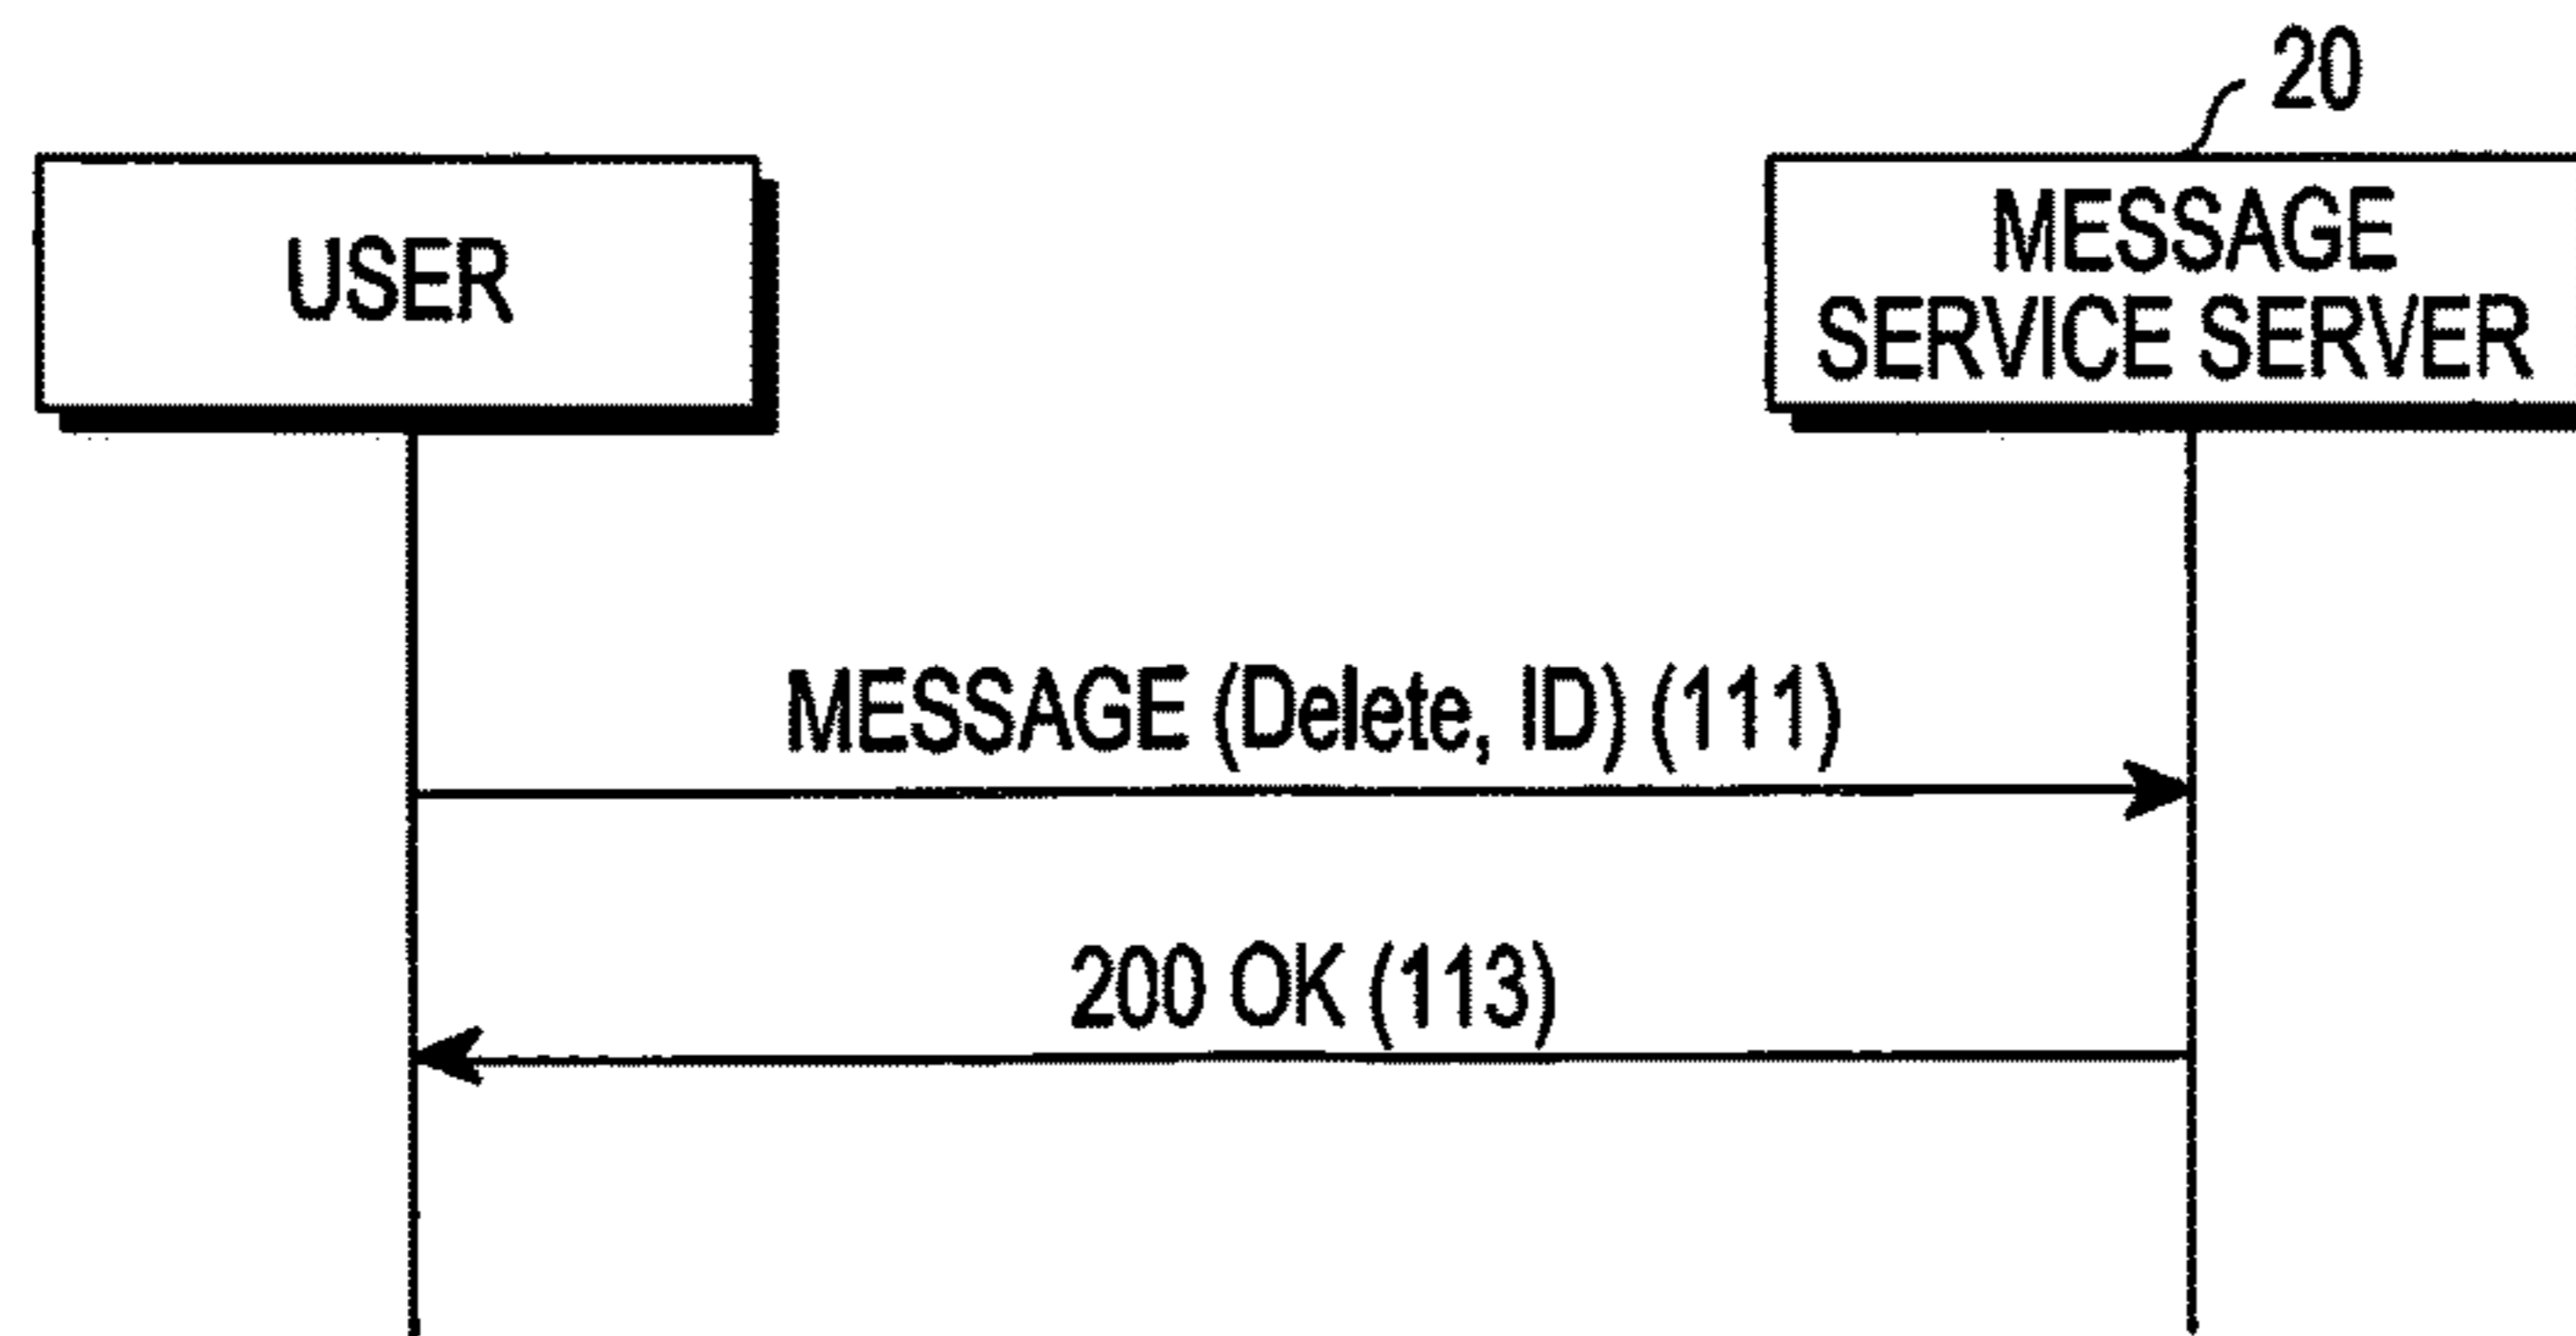 20
USER
MESSAGE
SERVICE SERVER
MESSAGE (Delete, ID) (111)
200 OK (113)